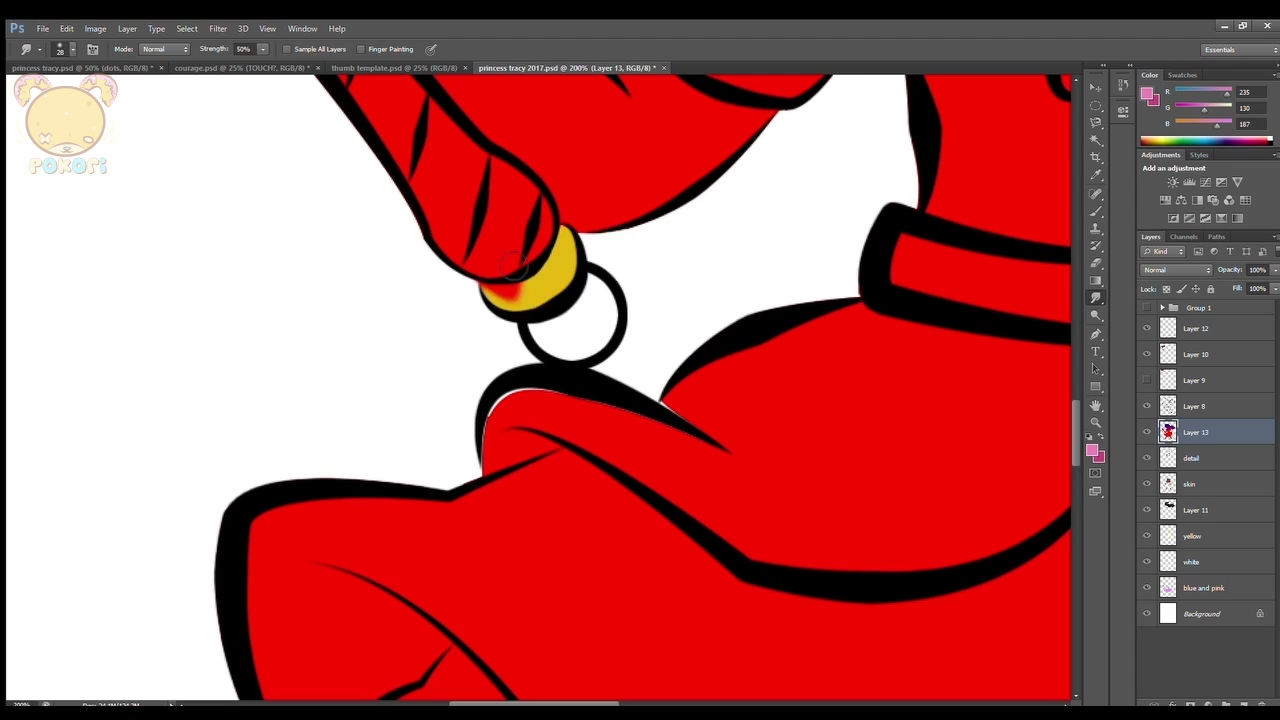 Ps File Edit Image Layer Type Select Filter 3D View Window Help
28 Mode: Normal Strength: 50% Sample All Layers Finger Painting Essentials
princess tracy.psd @ 50% (dots, RGB/8) * × courage.psd @ 25% (TOUCH?, RGB/8) * × thumb template.psd @ 25% (RGB/8) × princess tracy 2017.psd @ 200% (Layer 13, RGB/8) * ×
POXORI
Color Swatches
R 235
G 130
B 187
Adjustments Styles
Add an adjustment
Layers Channels Paths
Kind
Normal Opacity: 100%
Lock: Fill: 100%
Group 1
Layer 12
Layer 10
Layer 9
Layer 8
Layer 13
detail
skin
Layer 11
yellow
white
blue and pink
Background